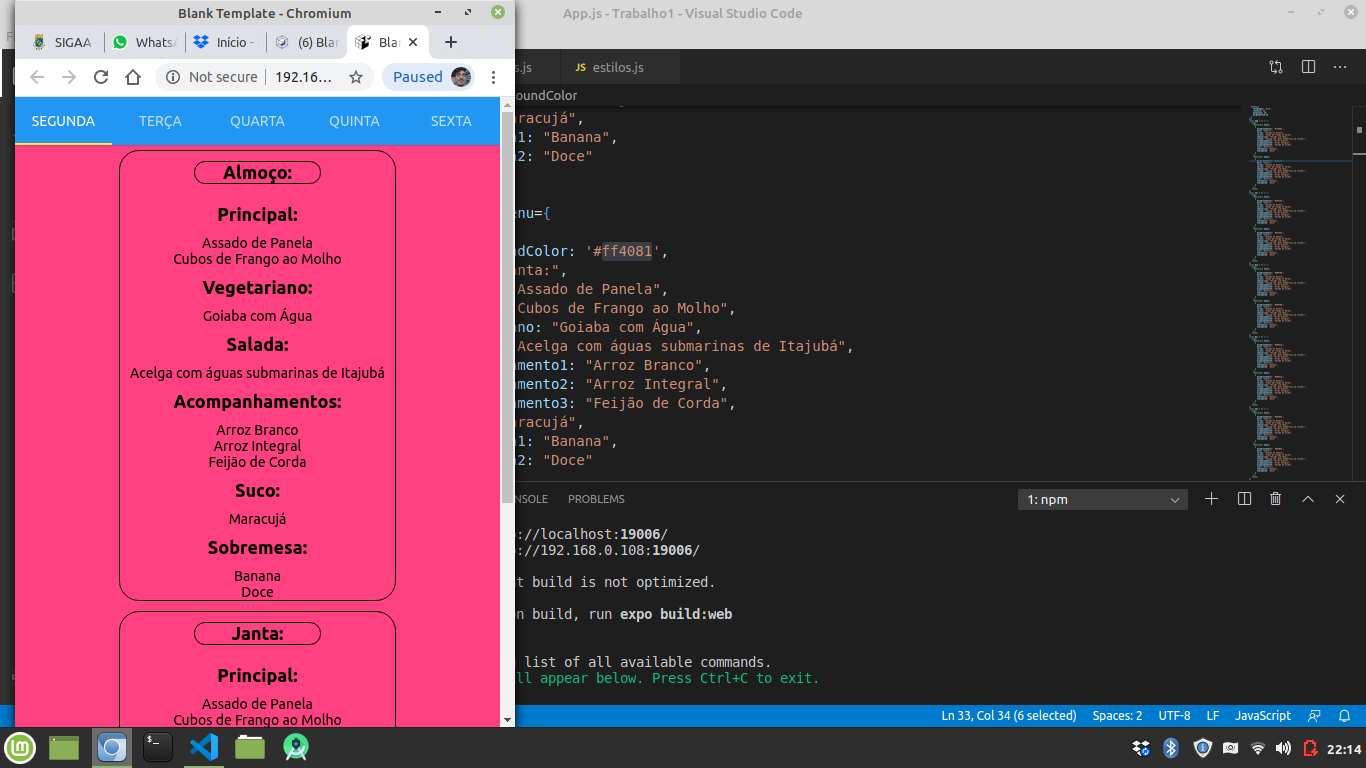 Blank Template - Chromium
App.js - Trabalho1 - Visual Studio Code
SIGAA
WhatsA
Início -
(6) Blar
Blar
s.js
JS estilos.js
Not secure
192.16…
Paused
oundColor
SEGUNDA
TERÇA
QUARTA
QUINTA
SEXTA
Almoço:
Principal:
Assado de Panela
Cubos de Frango ao Molho
Vegetariano:
Goiaba com Água
Salada:
Acelga com águas submarinas de Itajubá
Acompanhamentos:
Arroz Branco
Arroz Integral
Feijão de Corda
Suco:
Maracujá
Sobremesa:
Banana
Doce
Janta:
Principal:
Assado de Panela
Cubos de Frango ao Molho
aracujá",
a1: "Banana",
a2: "Doce"
enu={
ndColor: '#ff4081',
anta:",
Assado de Panela",
Cubos de Frango ao Molho",
ano: "Goiaba com Água",
Acelga com águas submarinas de Itajubá",
amento1: "Arroz Branco",
amento2: "Arroz Integral",
amento3: "Feijão de Corda",
aracujá",
a1: "Banana",
a2: "Doce"
NSOLE
PROBLEMS
1: npm
://localhost:19006/
://192.168.0.108:19006/
t build is not optimized.
on build, run expo build:web
list of all available commands.
ll appear below. Press Ctrl+C to exit.
Ln 33, Col 34 (6 selected)
Spaces: 2
UTF-8
LF
JavaScript
22:14